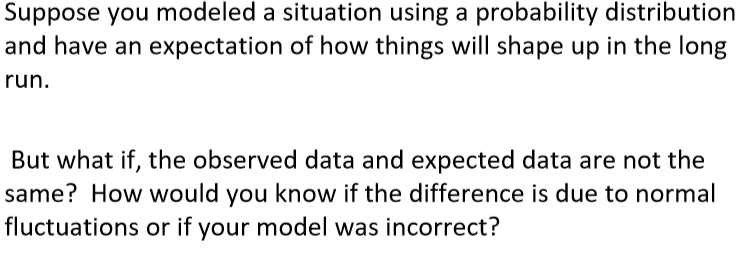 Suppose you modeled a situation using a probability distribution
and have an expectation of how things will shape up in the long
run.
But what if, the observed data and expected data are not the
same? How would you know if the difference is due to normal
fluctuations or if your model was incorrect?